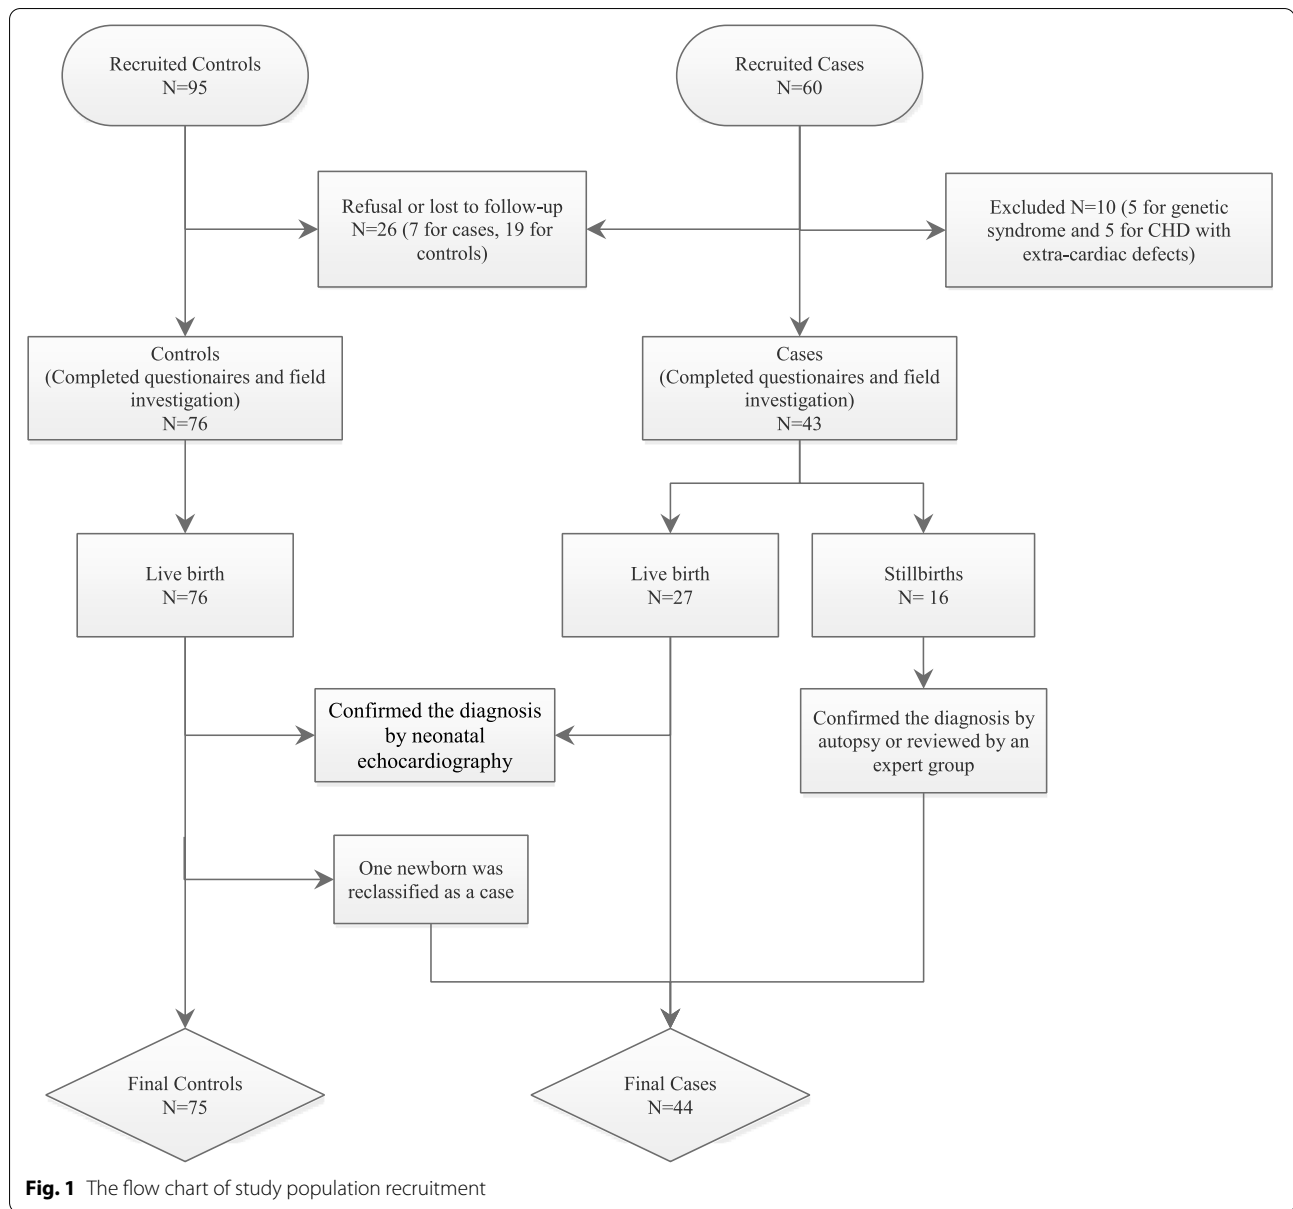 Recruited Controls
N=95
Recruited Cases
N=60
Refusal or lost to follow-up
N=26 (7 for cases, 19 for
controls)
Excluded N=10 (5 for genetic
syndrome and 5 for CHD with
extra-cardiac defects)
Controls
(Completed questionaires and field
investigation)
N=76
Cases
(Completed questionaires and field
investigation)
N=43
Live birth
N=76
Live birth
N=27
Stillbirths
N= 16
Confirmed the diagnosis
by neonatal
echocardiography
Confirmed the diagnosis by
autopsy or reviewed by an
expert group
One newborn was
reclassified as a case
Final Controls
N=75
Final Cases
N=44
Fig. 1 The flow chart of study population recruitment